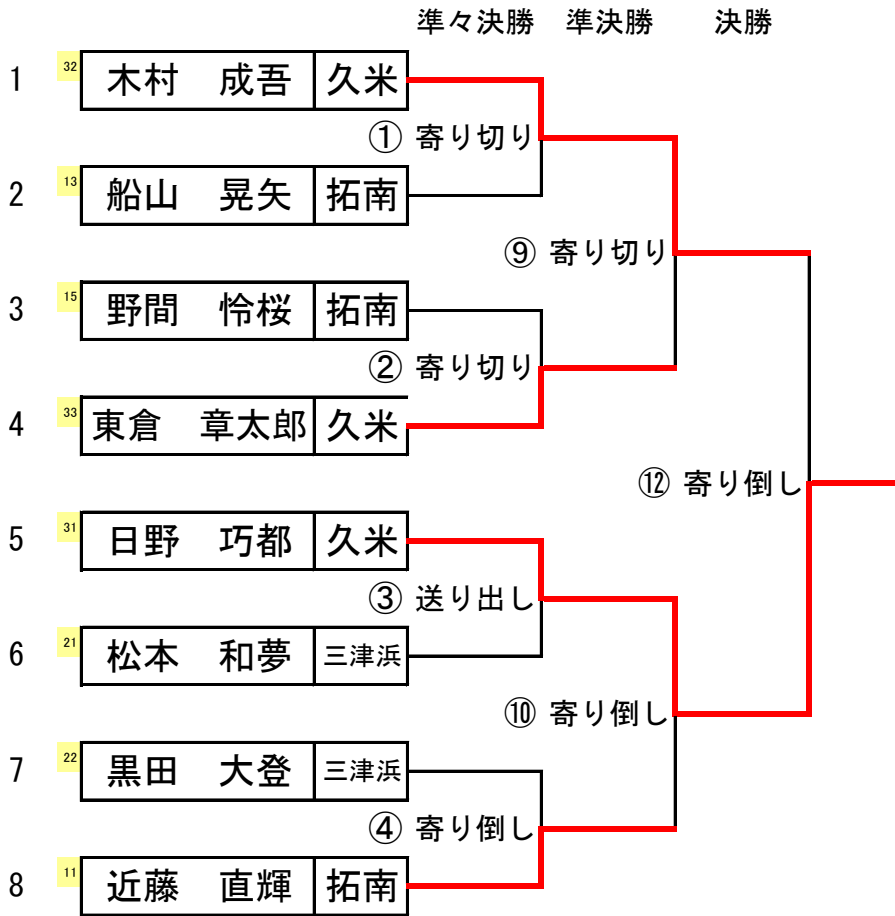 準々決勝 準決勝 決勝
1 32 木村 成吾 久米
① 寄り切り
2 13 船山 晃矢 拓南
⑨ 寄り切り
3 15 野間 怜桜 拓南
② 寄り切り
4 33 東倉 章太郎 久米
⑫ 寄り倒し
5 31 日野 巧都 久米
③ 送り出し
6 21 松本 和夢 三津浜
⑩ 寄り倒し
7 22 黒田 大登 三津浜
④ 寄り倒し
8 11 近藤 直輝 拓南